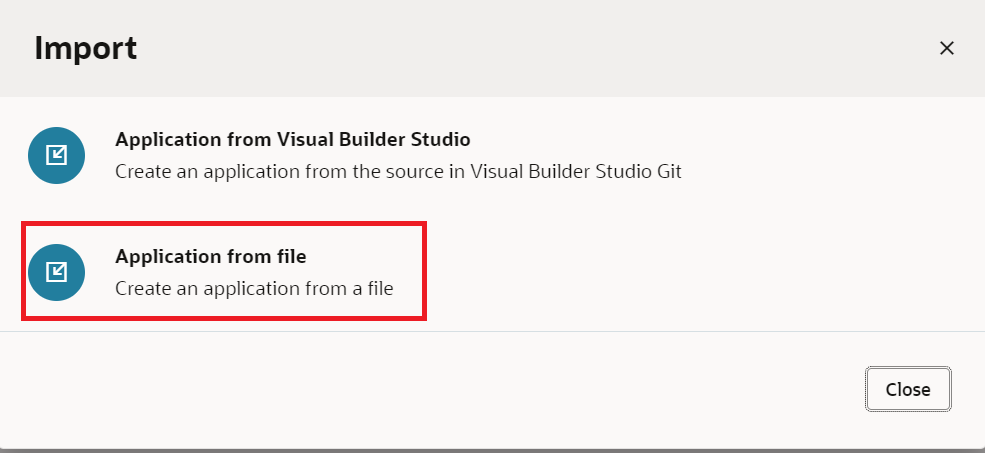 Import
Application from Visual Builder Studio
Create an application from the source in Visual Builder Studio Git
Application from file
Create an application from a file
Close